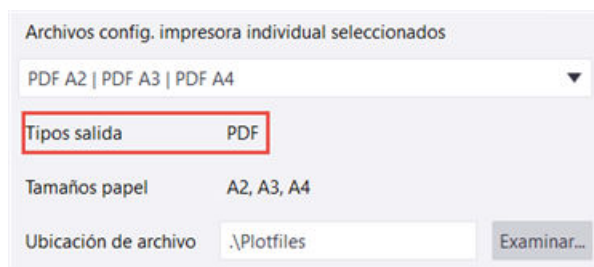 Archivos config. impresora individual seleccionados
PDF A2 | PDF A3 | PDF A4
Tipos salida PDF
Tamaños papel A2, A3, A4
Ubicación de archivo .\Plotfiles Examinar...